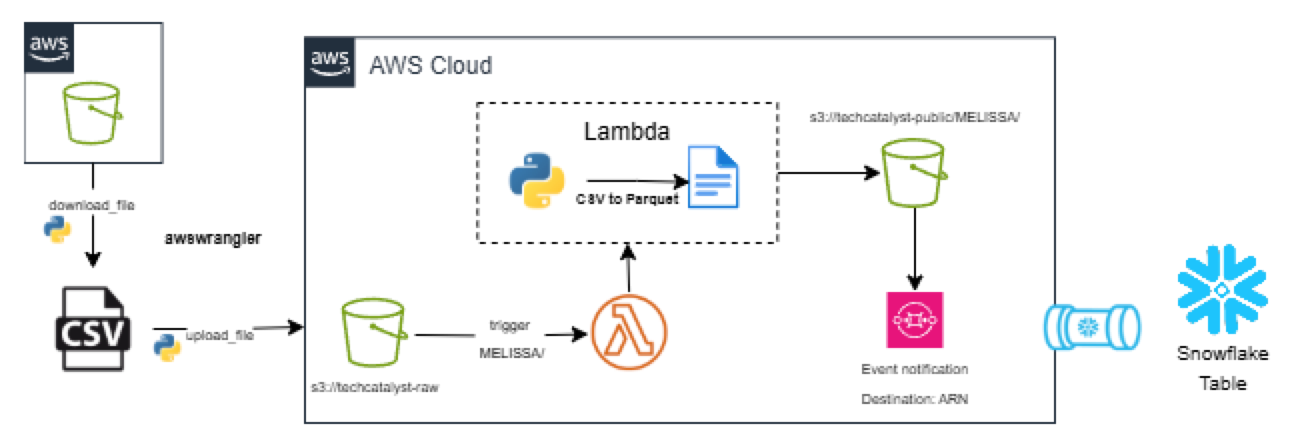 aws
download_file
awswrangler
CSV
upload_file
aws
AWS Cloud
Lambda
CSV to Parquet
s3://techcatalyst-raw
trigger
MELISSA/
s3://techcatalyst-public/MELISSA/
Event notification
Destination: ARN
Snowflake
Table